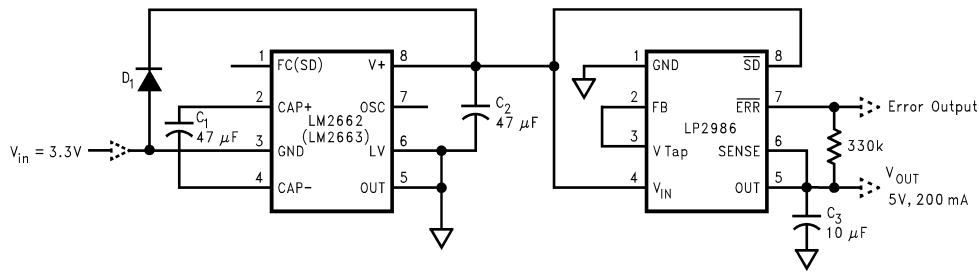 D1
Vin = 3.3V
C1
47 μF
1
FC(SD)
2
CAP+
3
GND
4
CAP-
LM2662
(LM2663)
V+
8
OSC
7
LV
6
OUT
5
C2
47 μF
1
GND
2
FB
3
V Tap
4
VIN
LP2986
SD
8
ERR
7
SENSE
6
OUT
5
Error Output
330k
VOUT
5V, 200 mA
C3
10 μF